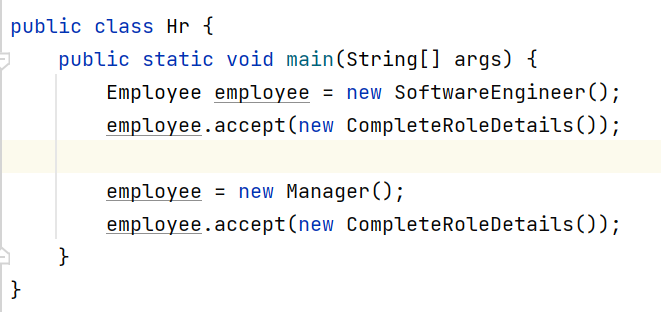 public class Hr {
    public static void main(String[] args) {
        Employee employee = new SoftwareEngineer();
        employee.accept(new CompleteRoleDetails());

        employee = new Manager();
        employee.accept(new CompleteRoleDetails());
    }
}